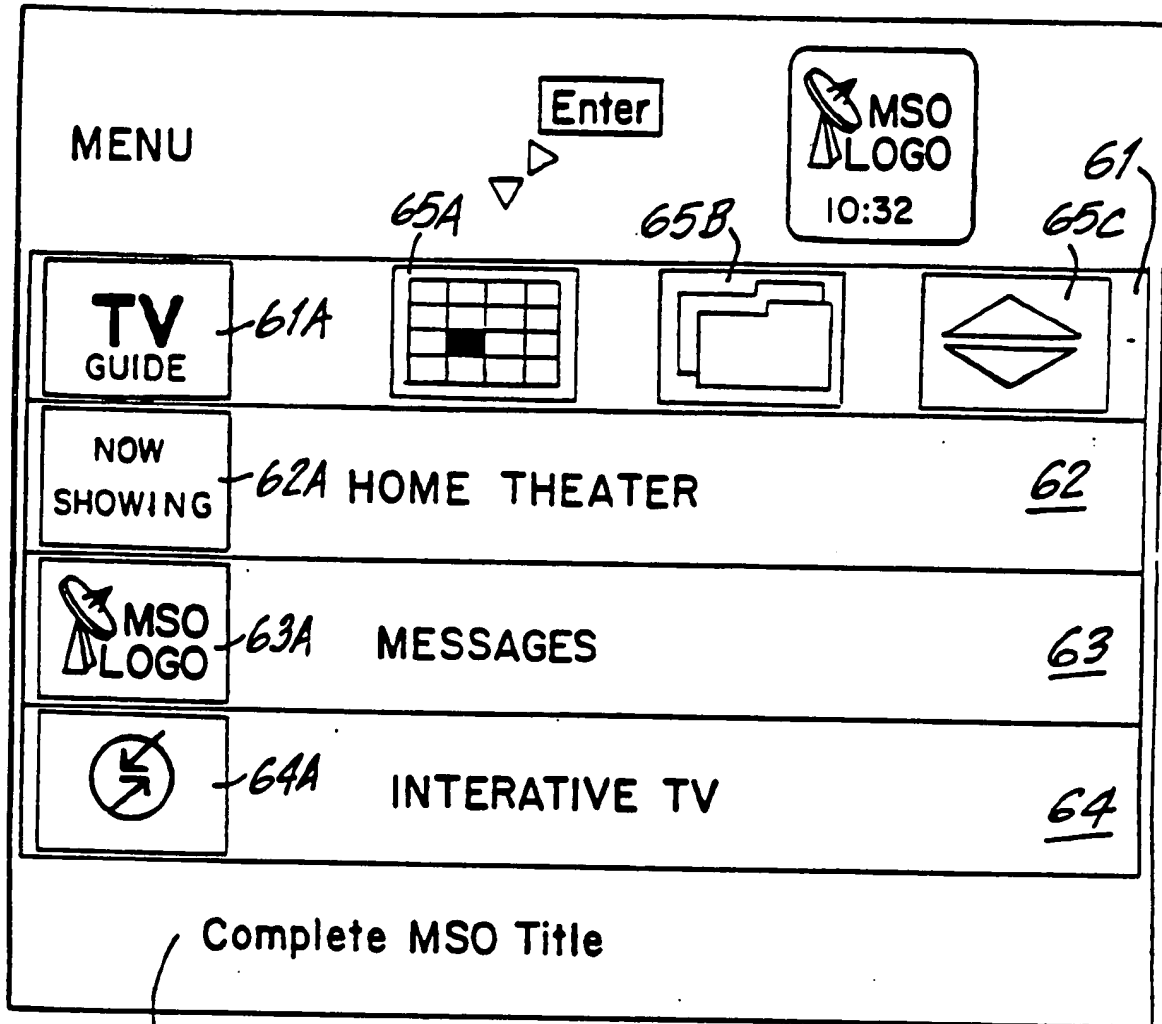 Enter
MENU
MSO
LOGO
10:32
61
65A
65B
65C
TV
GUIDE
61A
NOW
SHOWING
62A
HOME THEATER
62
MSO
LOGO
63A
MESSAGES
63
64A
INTERATIVE TV
64
Complete MSO Title